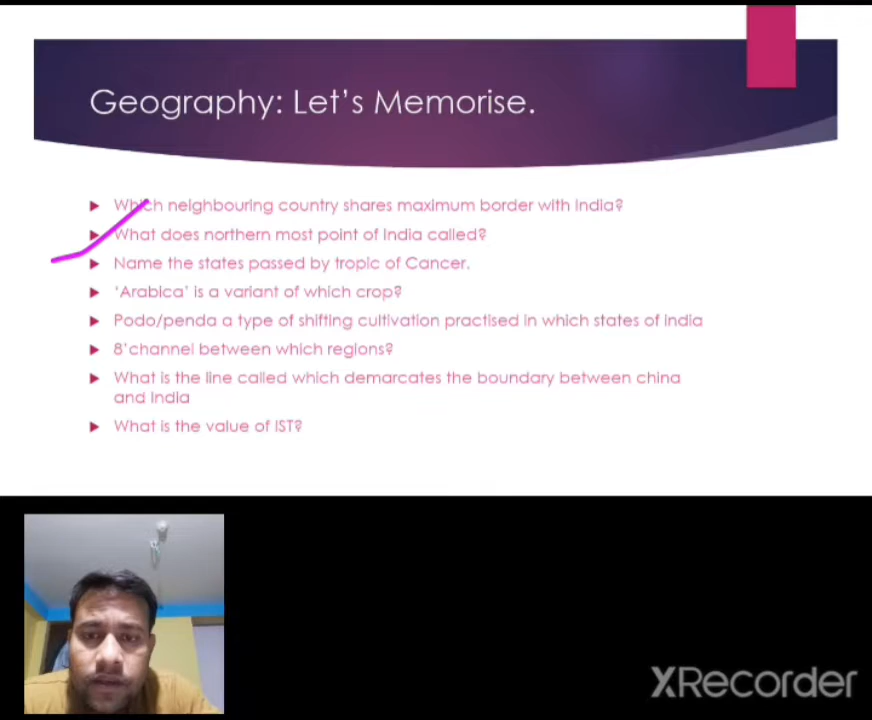 Geography: Let's Memorise.
Which neighbouring country shares maximum border with India?
What does northern most point of India called?
Name the states passed by tropic of Cancer.
‘Arabica’ is a variant of which crop?
Podo/penda a type of shifting cultivation practised in which states of india
8'channel between which regions?
What is the line called which demarcates the boundary between china
and India
What is the value of IST?
XRecorder